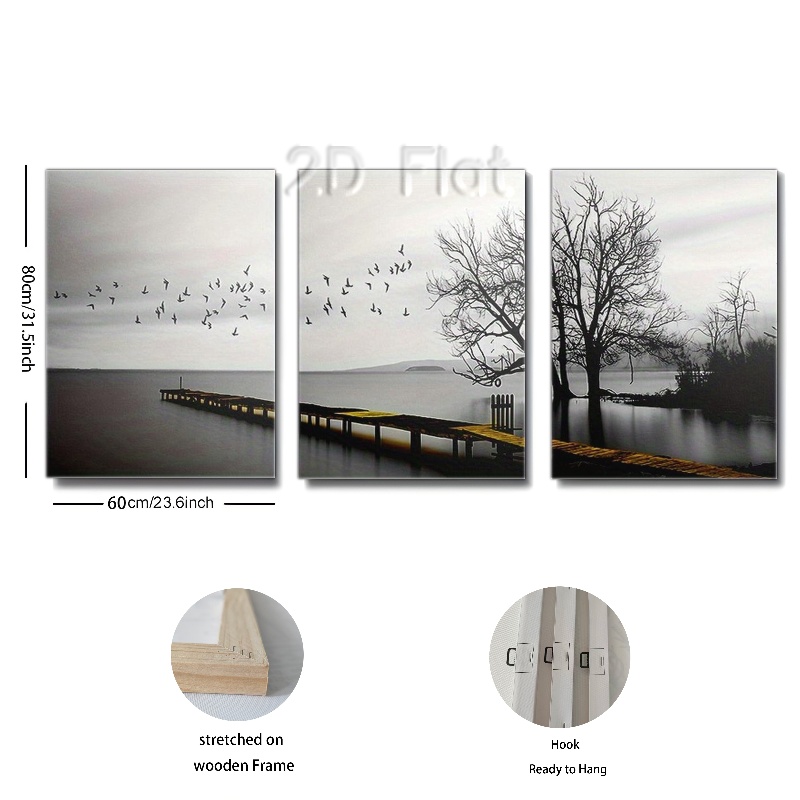 2D Flat
80cm/31.5inch
60cm/23.6inch
stretched on
wooden Frame
Hook
Ready to Hang